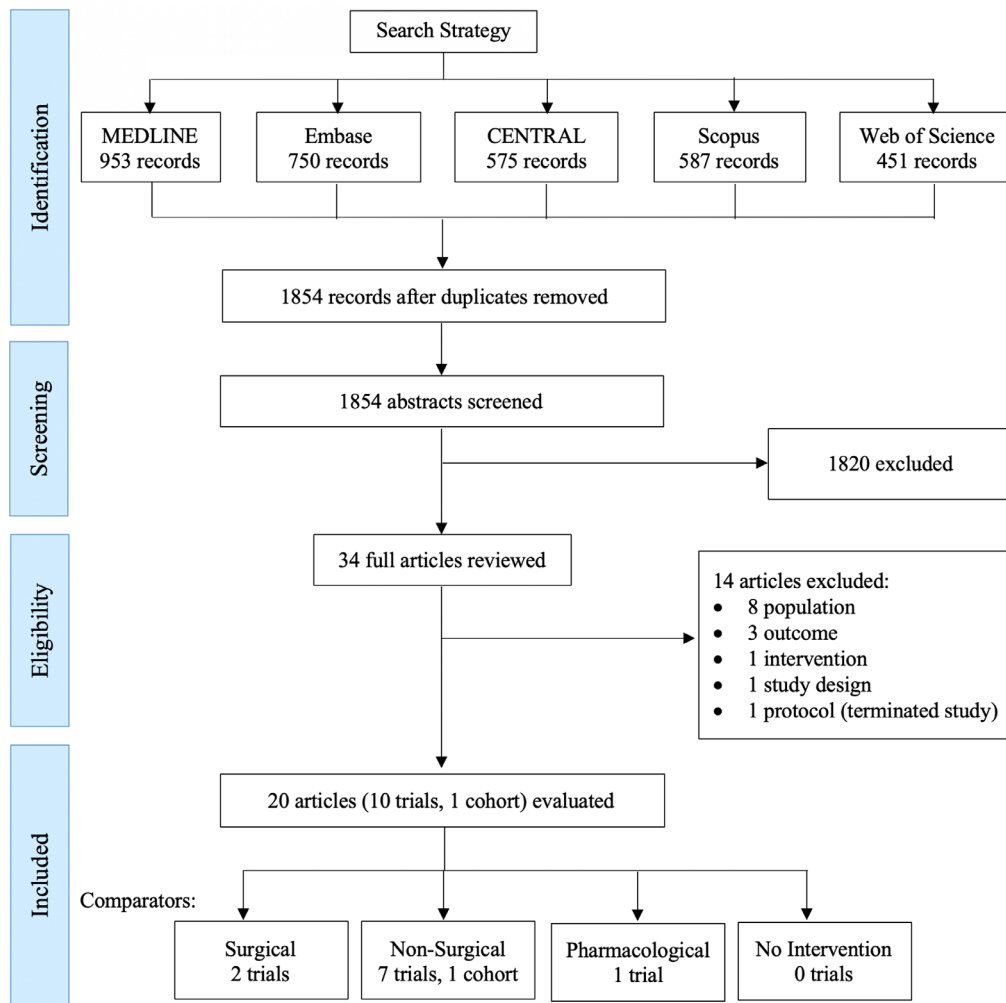 Identification
Search Strategy
MEDLINE
953 records
Embase
750 records
CENTRAL
575 records
Scopus
587 records
Web of Science
451 records
1854 records after duplicates removed
Screening
1854 abstracts screened
1820 excluded
Eligibility
34 full articles reviewed
14 articles excluded:
• 8 population
• 3 outcome
• 1 intervention
• 1 study design
• 1 protocol (terminated study)
Included
20 articles (10 trials, 1 cohort) evaluated
Comparators:
Surgical
2 trials
Non-Surgical
7 trials, 1 cohort
Pharmacological
1 trial
No Intervention
0 trials